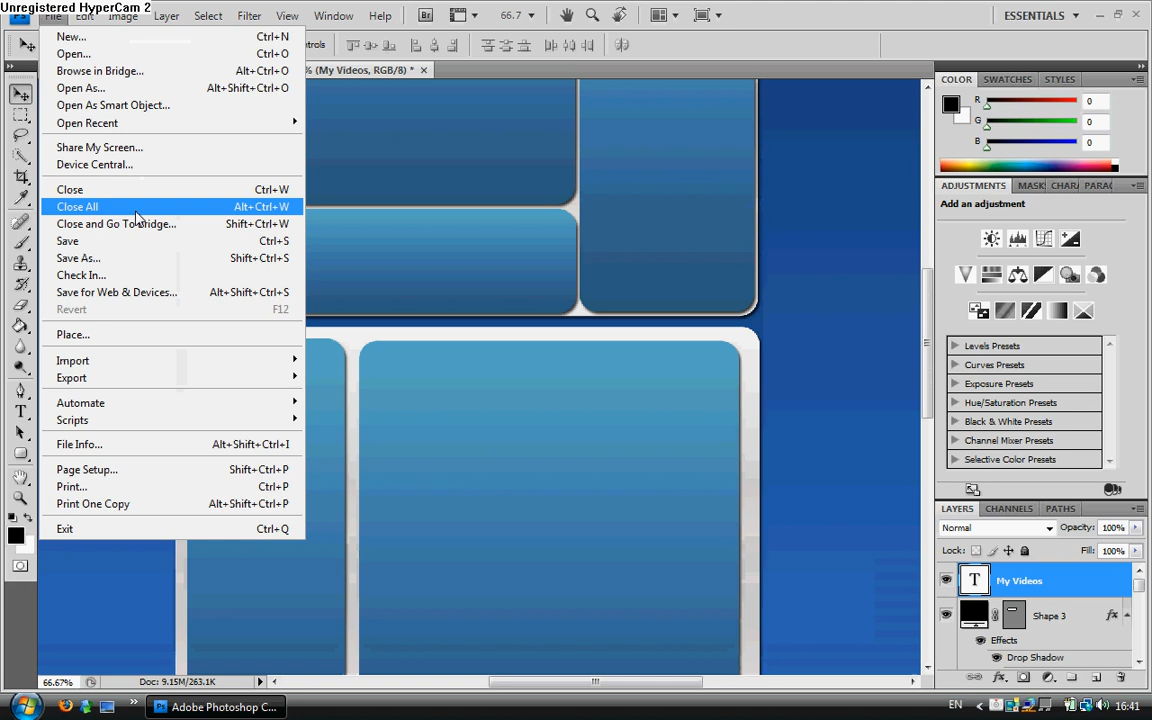 Unregistered HyperCam 2
PS File Edit Image Layer Select Filter View Window Help Br 66.7 ESSENTIALS
% (My Videos, RGB/8) *
New... Ctrl+N
Open... Ctrl+O
Browse in Bridge... Alt+Ctrl+O
Open As... Alt+Shift+Ctrl+O
Open As Smart Object...
Open Recent
Share My Screen...
Device Central...
Close Ctrl+W
Close All Alt+Ctrl+W
Close and Go To Bridge... Shift+Ctrl+W
Save Ctrl+S
Save As... Shift+Ctrl+S
Check In...
Save for Web & Devices... Alt+Shift+Ctrl+S
Revert F12
Place...
Import
Export
Automate
Scripts
File Info... Alt+Shift+Ctrl+I
Page Setup... Shift+Ctrl+P
Print... Ctrl+P
Print One Copy Alt+Shift+Ctrl+P
Exit Ctrl+Q
COLOR SWATCHES STYLES
R 0
G 0
B 0
ADJUSTMENTS MASK CHAR PARA
Add an adjustment
Levels Presets
Curves Presets
Exposure Presets
Hue/Saturation Presets
Black & White Presets
Channel Mixer Presets
Selective Color Presets
LAYERS CHANNELS PATHS
Normal Opacity: 100%
Lock: Fill: 100%
T My Videos
Shape 3 fx
Effects
Drop Shadow
66.67% Doc: 9.15M/263.1K
Adobe Photoshop C... EN 16:41